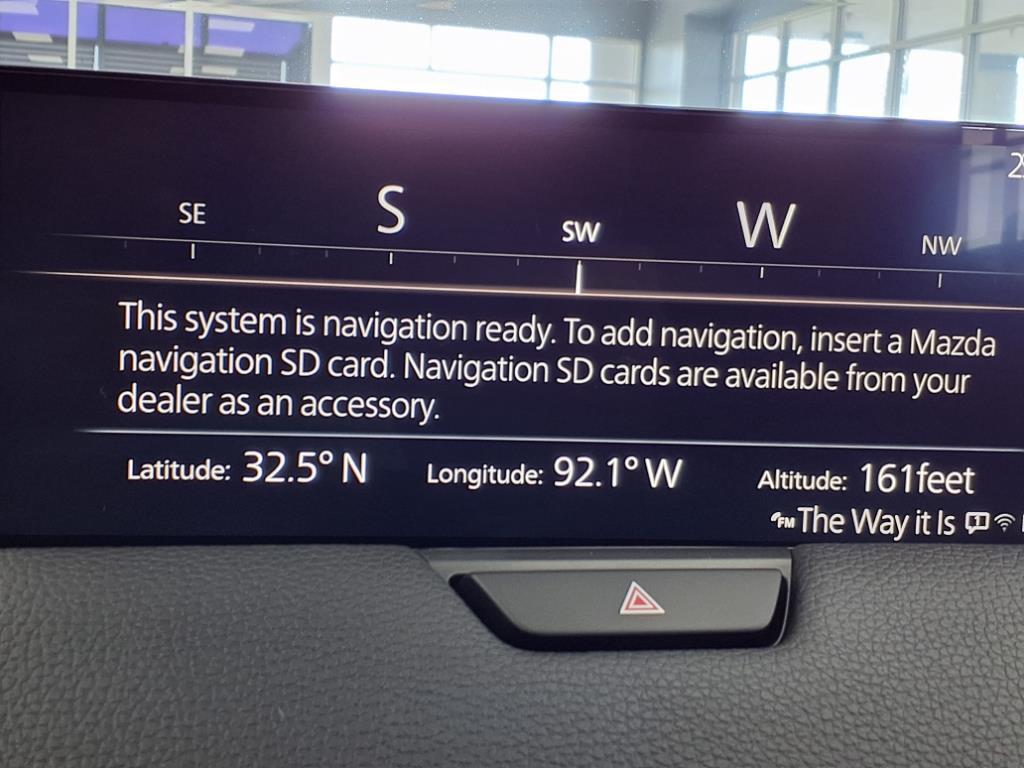 SE S SW W NW
This system is navigation ready. To add navigation, insert a Mazda
navigation SD card. Navigation SD cards are available from your
dealer as an accessory.
Latitude: 32.5° N Longitude: 92.1° W Altitude: 161feet
FM The Way it Is 1